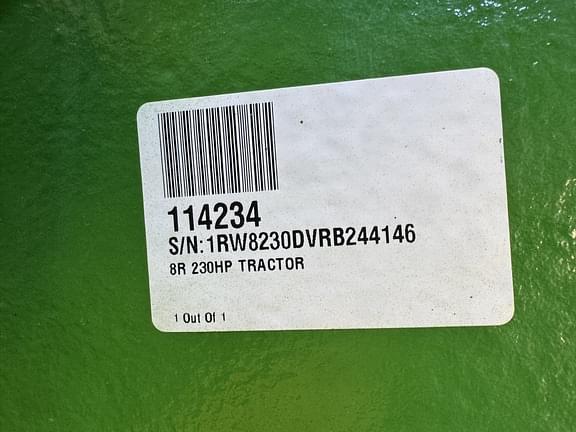 114234
S/N:1RW8230DVRB244146
8R 230HP TRACTOR
1 Out Of 1